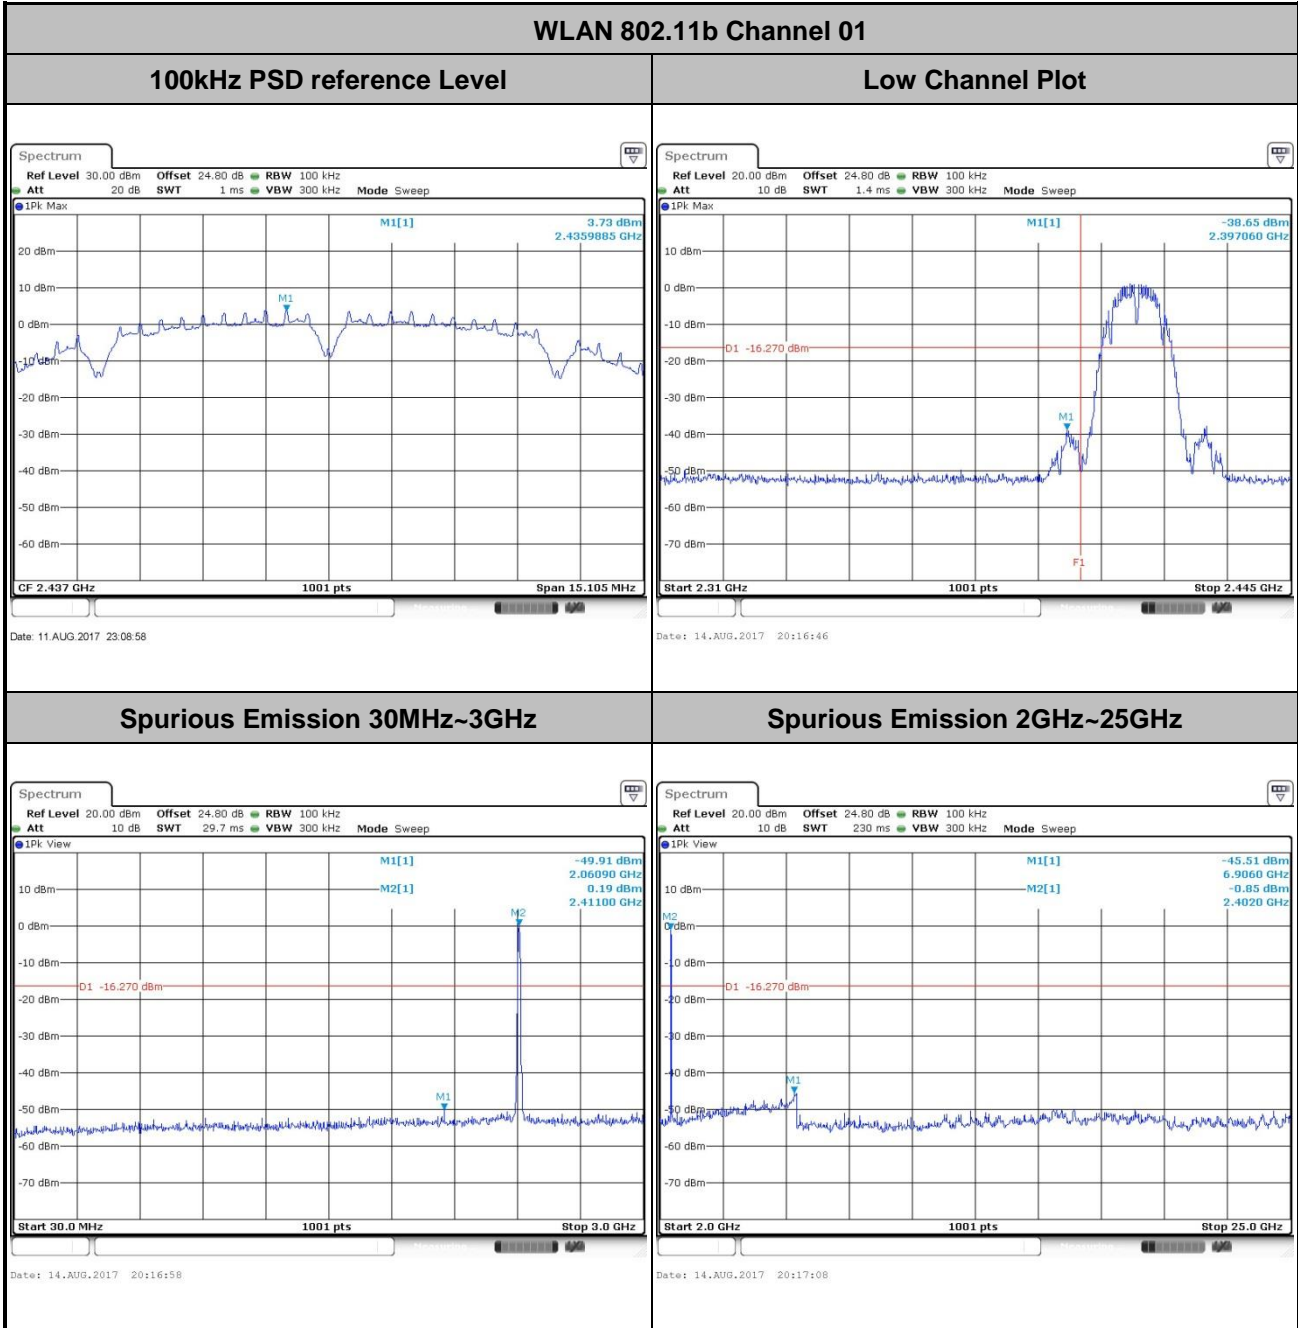 WLAN 802.11b Channel 01
100kHz PSD reference Level
Low Channel Plot
Spectrum
Ref Level 30.00 dBm Offset 24.80 dB RBW 100 kHz
Att 20 dB SWT 1 ms VBW 300 kHz Mode Sweep
1Pk Max
M1[1] 3.73 dBm
2.4359885 GHz
20 dBm
10 dBm
M1
0 dBm
-10 dBm
-20 dBm
-30 dBm
-40 dBm
-50 dBm
-60 dBm
CF 2.437 GHz 1001 pts Span 15.105 MHz
Date: 11.AUG.2017 23:08:58
Spectrum
Ref Level 20.00 dBm Offset 24.80 dB RBW 100 kHz
Att 10 dB SWT 1.4 ms VBW 300 kHz Mode Sweep
1Pk Max
M1[1] -38.65 dBm
2.397060 GHz
10 dBm
0 dBm
-10 dBm
D1 -16.270 dBm
-20 dBm
-30 dBm
M1
-40 dBm
-50 dBm
-60 dBm
-70 dBm
F1
Start 2.31 GHz 1001 pts Stop 2.445 GHz
Date: 14.AUG.2017 20:16:46
Spurious Emission 30MHz~3GHz
Spurious Emission 2GHz~25GHz
Spectrum
Ref Level 20.00 dBm Offset 24.80 dB RBW 100 kHz
Att 10 dB SWT 29.7 ms VBW 300 kHz Mode Sweep
1Pk View
M1[1] -49.91 dBm
2.06090 GHz
10 dBm M2[1] 0.19 dBm
2.41100 GHz
M2
0 dBm
-10 dBm
D1 -16.270 dBm
-20 dBm
-30 dBm
-40 dBm
M1
-50 dBm
-60 dBm
-70 dBm
Start 30.0 MHz 1001 pts Stop 3.0 GHz
Date: 14.AUG.2017 20:16:58
Spectrum
Ref Level 20.00 dBm Offset 24.80 dB RBW 100 kHz
Att 10 dB SWT 230 ms VBW 300 kHz Mode Sweep
1Pk View
M1[1] -45.51 dBm
6.9060 GHz
10 dBm M2[1] -0.85 dBm
2.4020 GHz
M2
0 dBm
-10 dBm
D1 -16.270 dBm
-20 dBm
-30 dBm
-40 dBm
M1
-50 dBm
-60 dBm
-70 dBm
Start 2.0 GHz 1001 pts Stop 25.0 GHz
Date: 14.AUG.2017 20:17:08